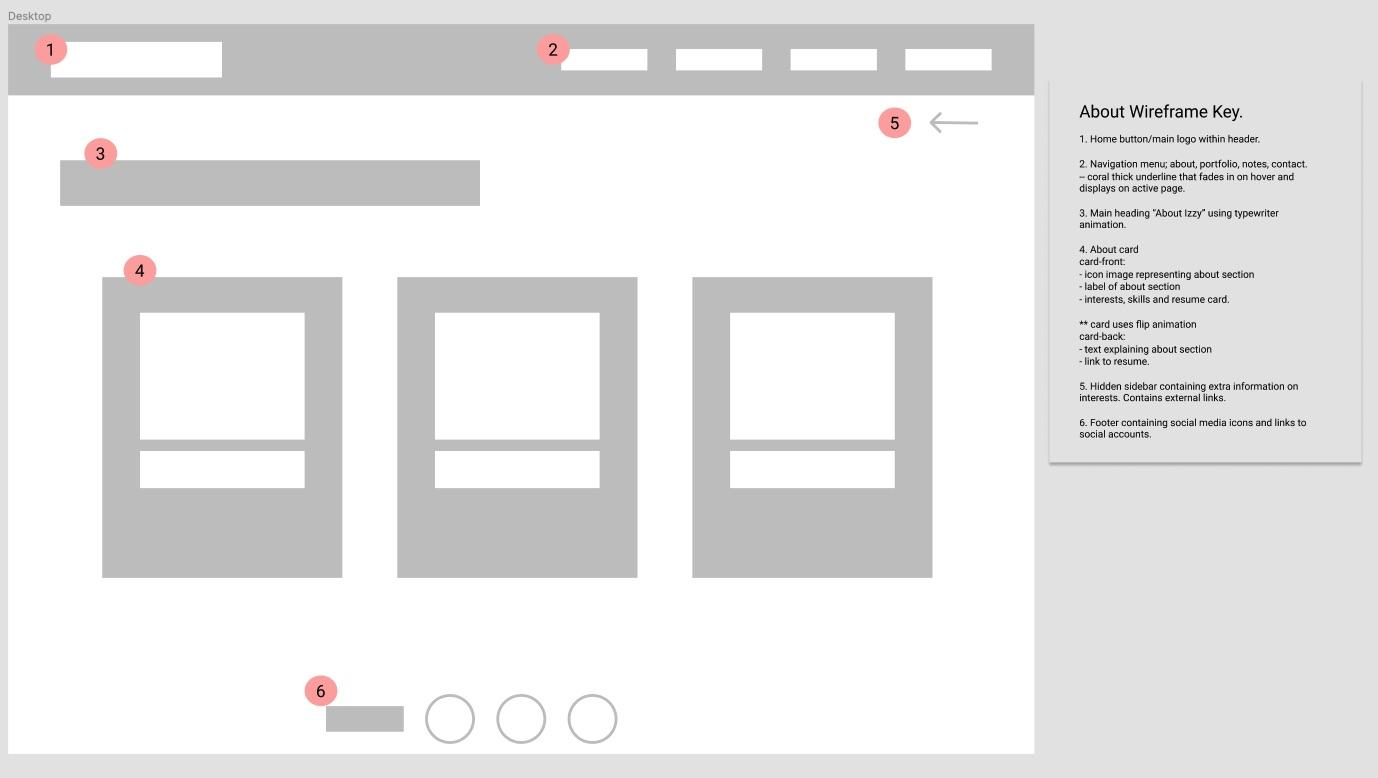 Desktop
1
2
5
3
4
6
About Wireframe Key.
1. Home button/main logo within header.
2. Navigation menu; about, portfolio, notes, contact.
-- coral thick underline that fades in on hover and
displays on active page.
3. Main heading “About Izzy” using typewriter
animation.
4. About card
card-front:
- icon image representing about section
- label of about section
- interests, skills and resume card.
** card uses flip animation
card-back:
- text explaining about section
- link to resume.
5. Hidden sidebar containing extra information on
interests. Contains external links.
6. Footer containing social media icons and links to
social accounts.